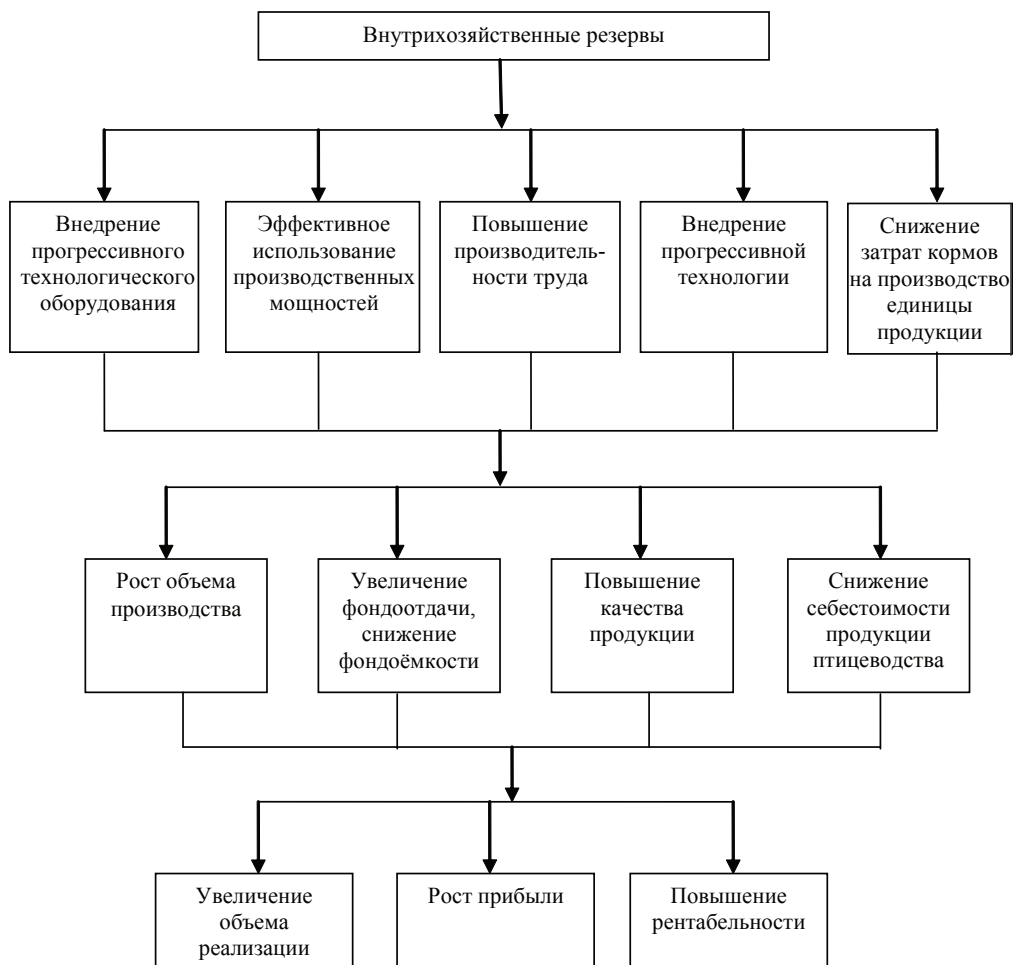 Внутрихозяйственные резервы
Внедрение
прогрессивного
технологического
оборудования
Эффективное
использование
производственных
мощностей
Повышение
производитель-
ности труда
Внедрение
прогрессивной
технологии
Снижение
затрат кормов
на производство
единицы
продукции
Рост объема
производства
Увеличение
фондоотдачи,
снижение
фондоёмкости
Повышение
качества
продукции
Снижение
себестоимости
продукции
птицеводства
Увеличение
объема
реализации
Рост прибыли
Повышение
рентабельности